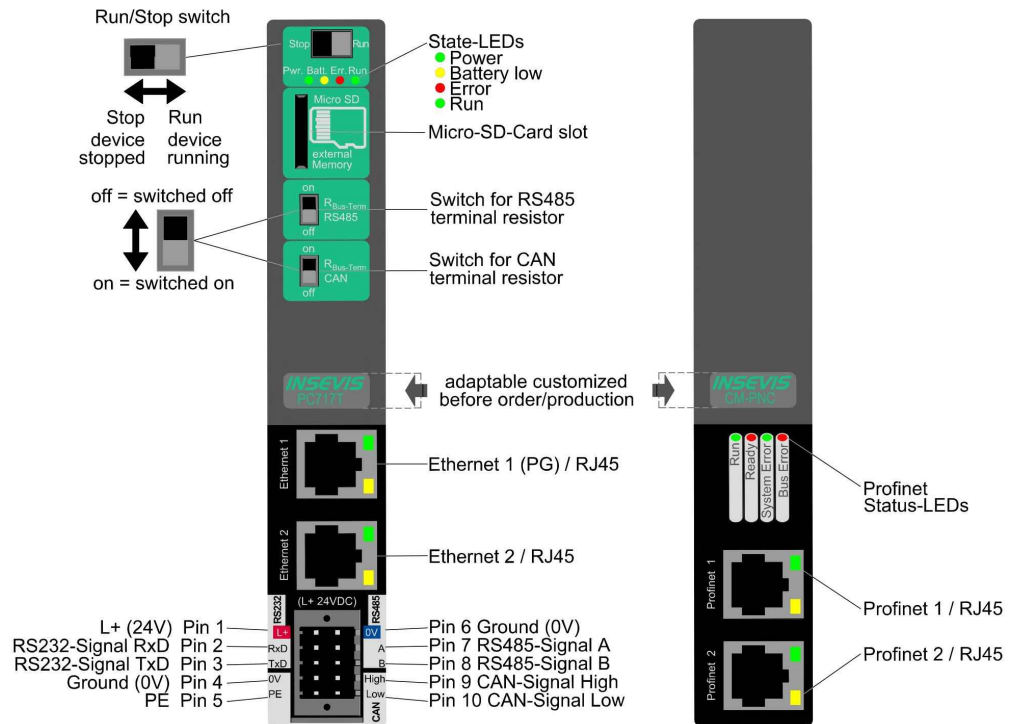 Run/Stop switch
Stop Run
device device
stopped running
off = switched off
on = switched on
Stop Run
Pwr. Batt. Err. Run
Micro SD
external
Memory
on
RBus-Term
RS485
off
on
RBus-Term
CAN
off
State-LEDs
Power
Battery low
Error
Run
Micro-SD-Card slot
Switch for RS485
terminal resistor
Switch for CAN
terminal resistor
INSEVIS
PC717T
adaptable customized
before order/production
INSEVIS
CM-PNC
Ethernet 1
Ethernet 1 (PG) / RJ45
Ethernet 2
Ethernet 2 / RJ45
RS232
(L+ 24VDC)
RS485
L+ (24V) Pin 1
RS232-Signal RxD Pin 2
RS232-Signal TxD Pin 3
Ground (0V) Pin 4
PE Pin 5
L+
RxD
TxD
0V
PE
0V
A
B
High
Low
CAN
Pin 6 Ground (0V)
Pin 7 RS485-Signal A
Pin 8 RS485-Signal B
Pin 9 CAN-Signal High
Pin 10 CAN-Signal Low
Run
Ready
System Error
Bus Error
Profinet
Status-LEDs
Profinet 1
Profinet 1 / RJ45
Profinet 2
Profinet 2 / RJ45